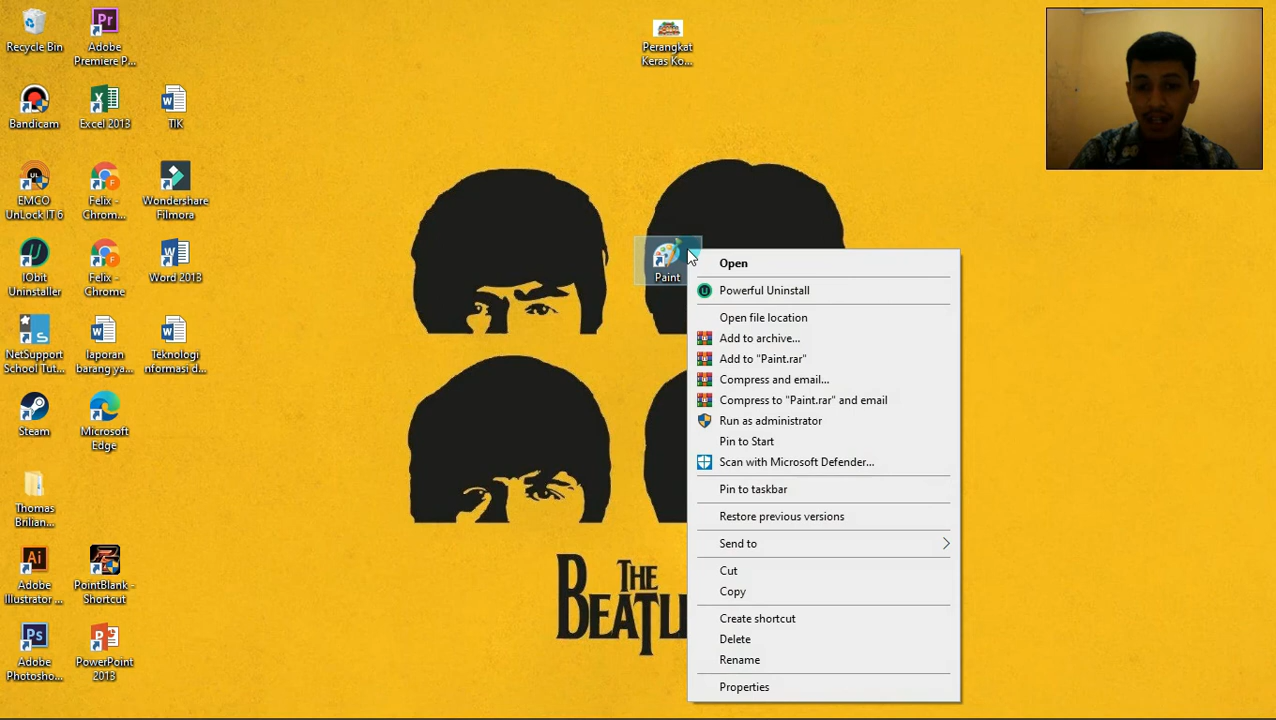 Recycle Bin
Adobe
Premiere P...
Perangkat
Keras Ko...
Bandicam
Excel 2013
TIK
EMCO
UnLock IT 6
Felix -
Chrom...
Wondershare
Filmora
IObit
Uninstaller
Felix -
Chrome
Word 2013
NetSupport
School Tut...
laporan
barang ya...
Teknologi
nformasi d...
Steam
Microsoft
Edge
Thomas
Brilian...
Adobe
Illustrator ...
PointBlank -
Shortcut
Adobe
Photosho...
PowerPoint
2013
Paint
Open
Powerful Uninstall
Open file location
Add to archive...
Add to "Paint.rar"
Compress and email...
Compress to "Paint.rar" and email
Run as administrator
Pin to Start
Scan with Microsoft Defender...
Pin to taskbar
Restore previous versions
Send to
Cut
Copy
Create shortcut
Delete
Rename
Properties
THE
BEATL